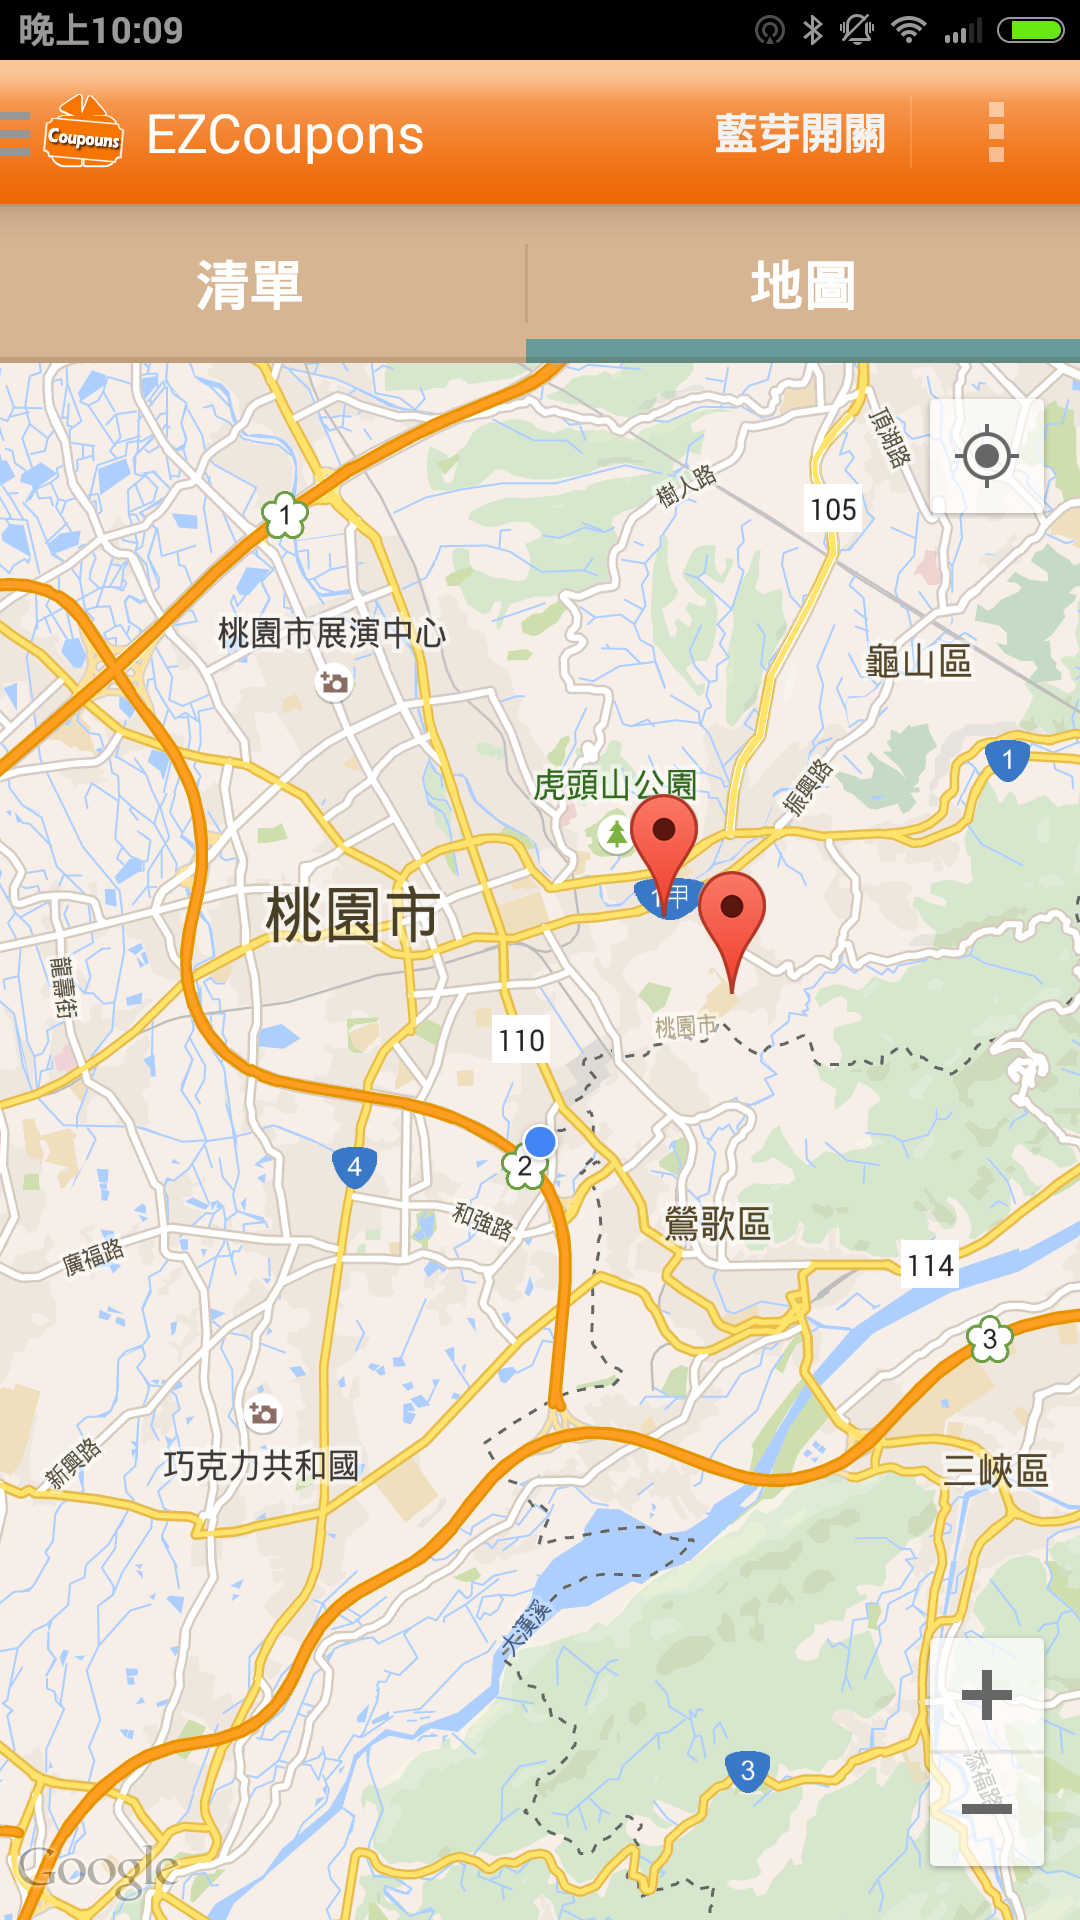 晚上10:09
Coupouns
EZCoupons
藍芽開關
清單
地圖
頂湖路
樹人路
105
1
桃園市展演中心
龜山區
1
虎頭山公園
振興路
1甲
桃園市
龍壽街
桃園市
110
4
2
和強路
鶯歌區
廣福路
114
3
新興路
巧克力共和國
三峽區
大漢溪
3
添福路
Google